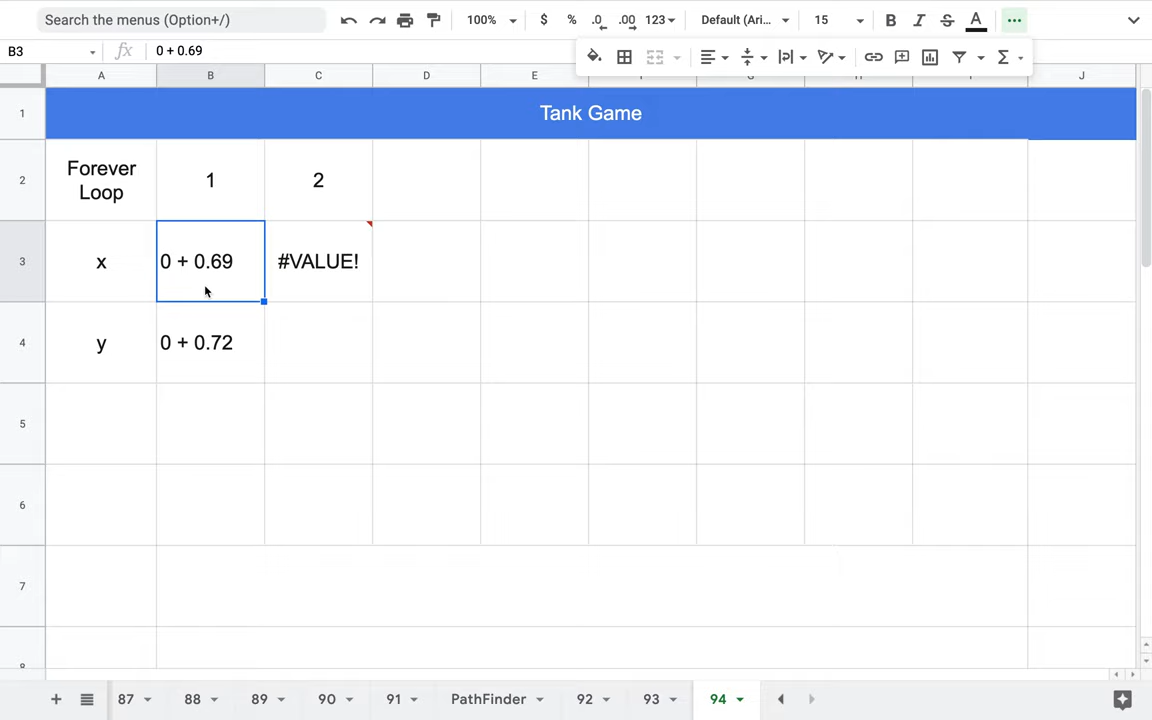 Search the menus (Option+/)
100%
$
%
.0
.00
123
Default (Ari...
15
B
I
S
A
B3
fx
0 + 0.69
Σ
A
B
C
D
E
J
1
Tank Game
2
Forever
Loop
1
2
3
x
0 + 0.69
#VALUE!
4
y
0 + 0.72
5
6
7
87
88
89
90
91
PathFinder
92
93
94